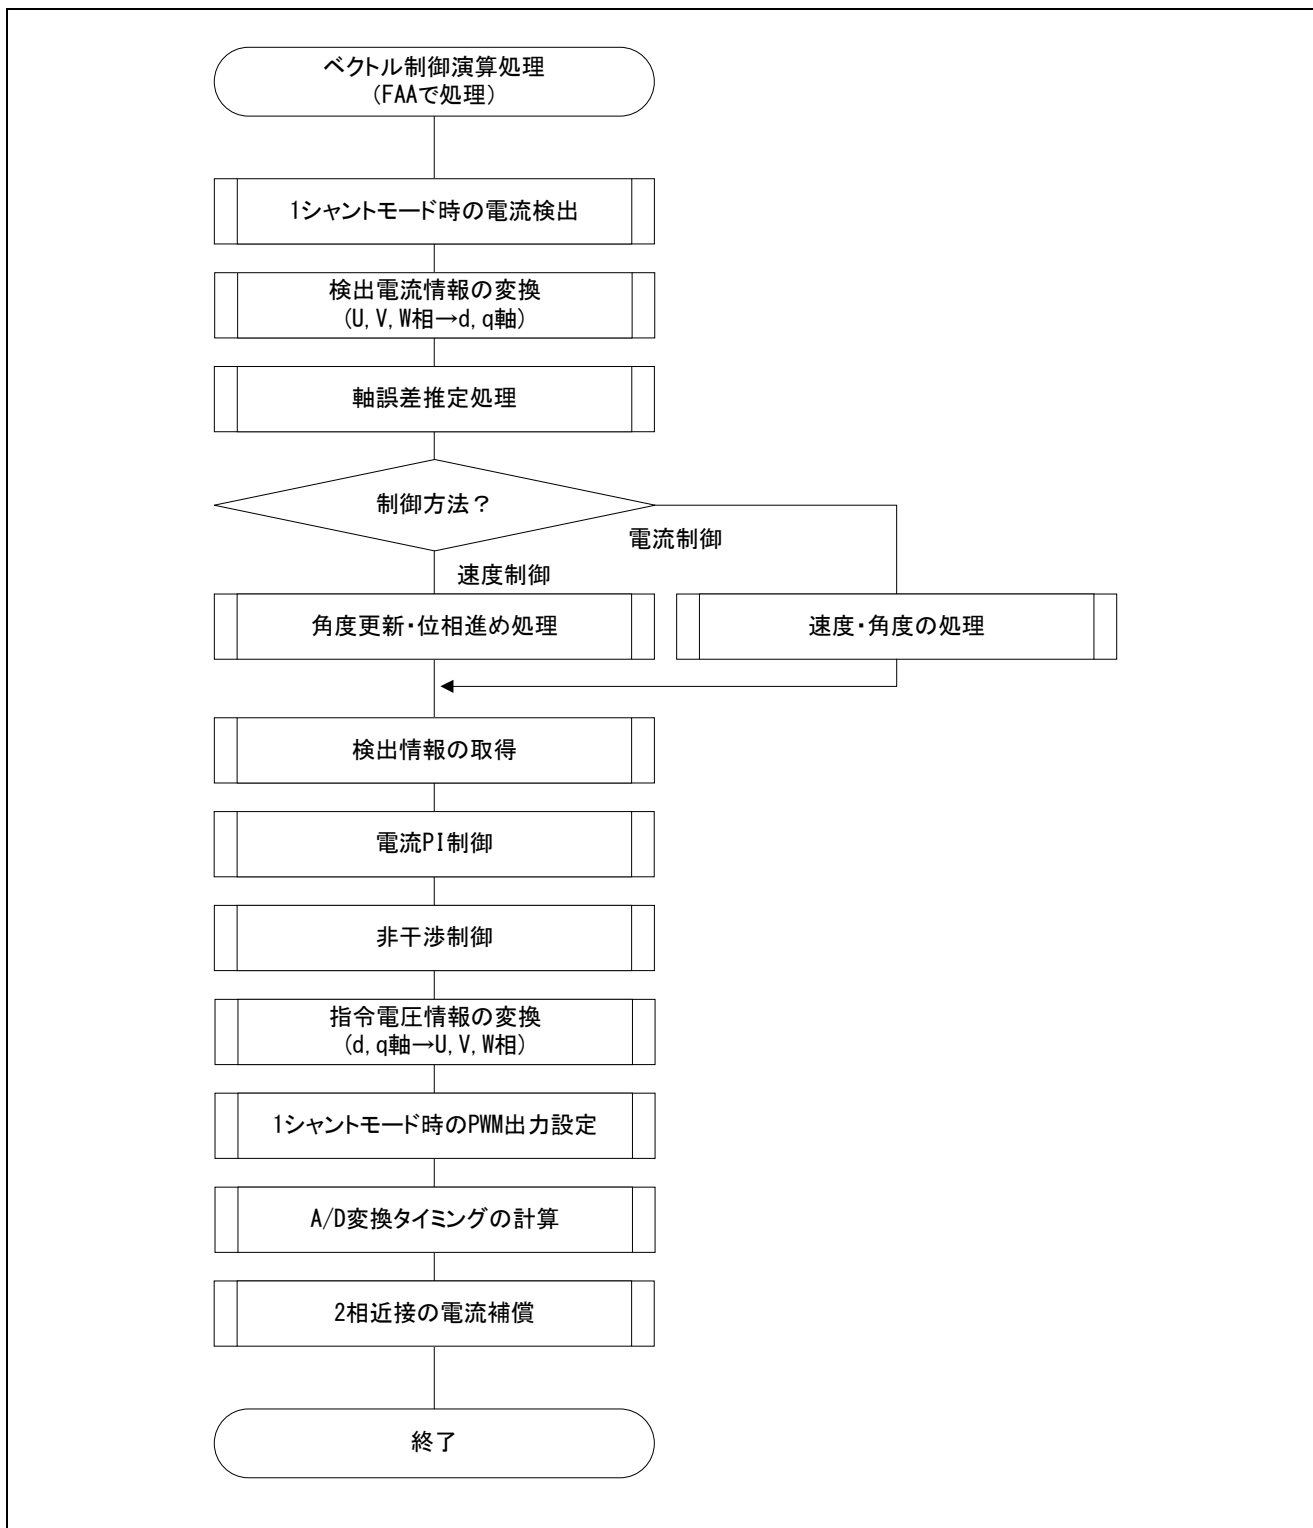 ベクトル制御演算処理
(FAAで処理)
1シャントモード時の電流検出
検出電流情報の変換
(U,V,W相→d,q軸)
軸誤差推定処理
制御方法？
電流制御
速度制御
角度更新・位相進め処理
速度・角度の処理
検出情報の取得
電流PI制御
非干渉制御
指令電圧情報の変換
(d,q軸→U,V,W相)
1シャントモード時のPWM出力設定
A/D変換タイミングの計算
2相近接の電流補償
終了